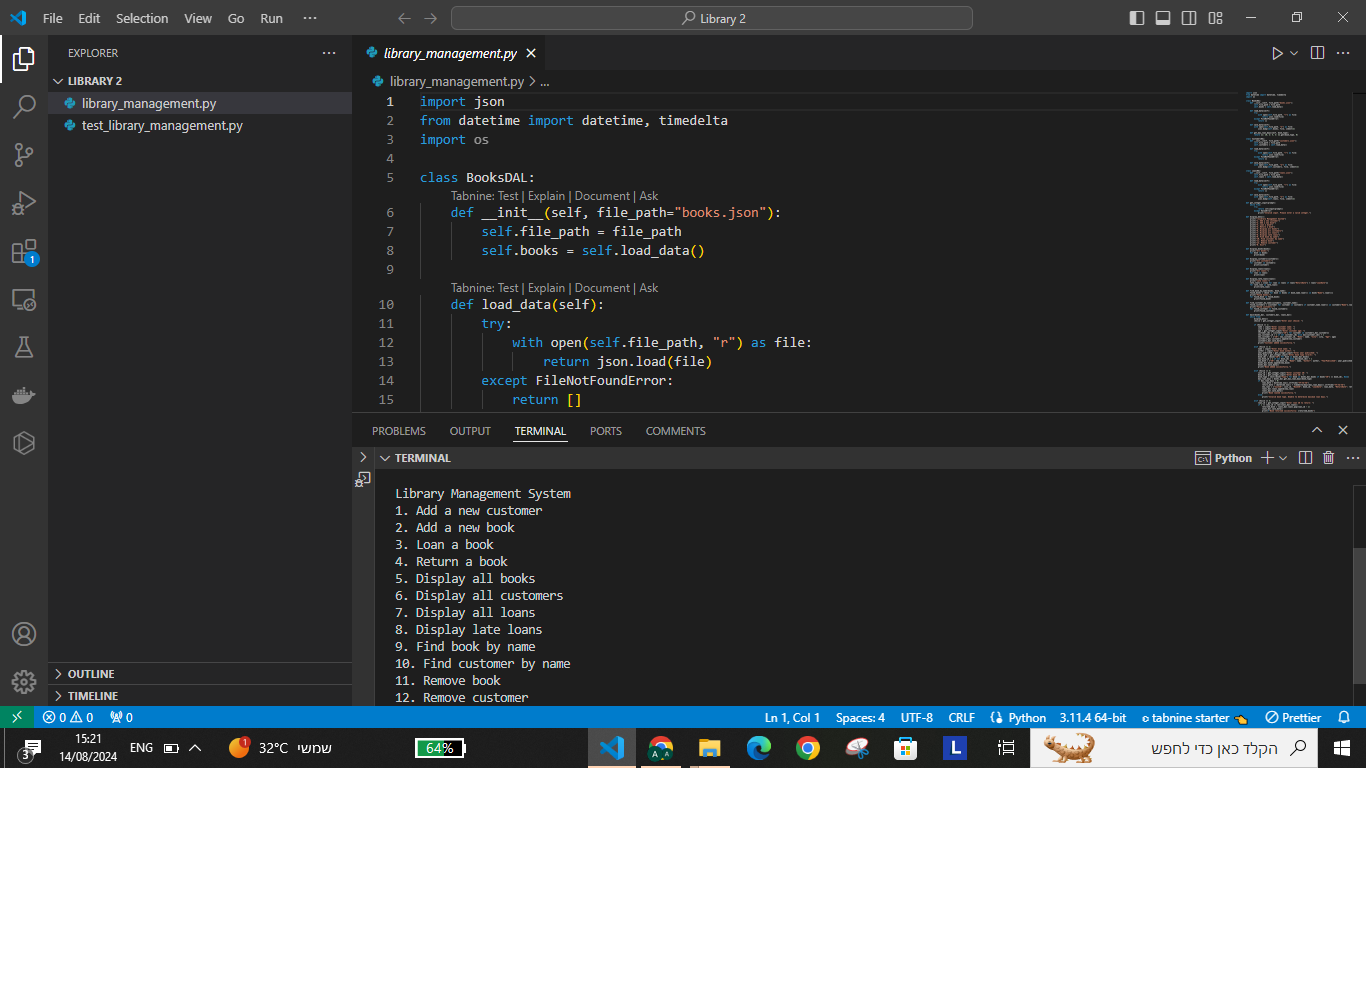 File Edit Selection View Go Run ···
Library 2
EXPLORER
LIBRARY 2
library_management.py
test_library_management.py
OUTLINE
TIMELINE
library_management.py
library_management.py > ...
1 import json
2 from datetime import datetime, timedelta
3 import os
4
5 class BooksDAL:
Tabnine: Test | Explain | Document | Ask
6 def __init__(self, file_path="books.json"):
7 self.file_path = file_path
8 self.books = self.load_data()
9
Tabnine: Test | Explain | Document | Ask
10 def load_data(self):
11 try:
12 with open(self.file_path, "r") as file:
13 return json.load(file)
14 except FileNotFoundError:
15 return []
PROBLEMS OUTPUT TERMINAL PORTS COMMENTS
TERMINAL
Python
Library Management System
1. Add a new customer
2. Add a new book
3. Loan a book
4. Return a book
5. Display all books
6. Display all customers
7. Display all loans
8. Display late loans
9. Find book by name
10. Find customer by name
11. Remove book
12. Remove customer
1
0 0 0
Ln 1, Col 1 Spaces: 4 UTF-8 CRLF Python 3.11.4 64-bit tabnine starter Prettier
3
15:21
14/08/2024
ENG
1
32°C שמשי
64%
L
הקלד כאן כדי לחפש